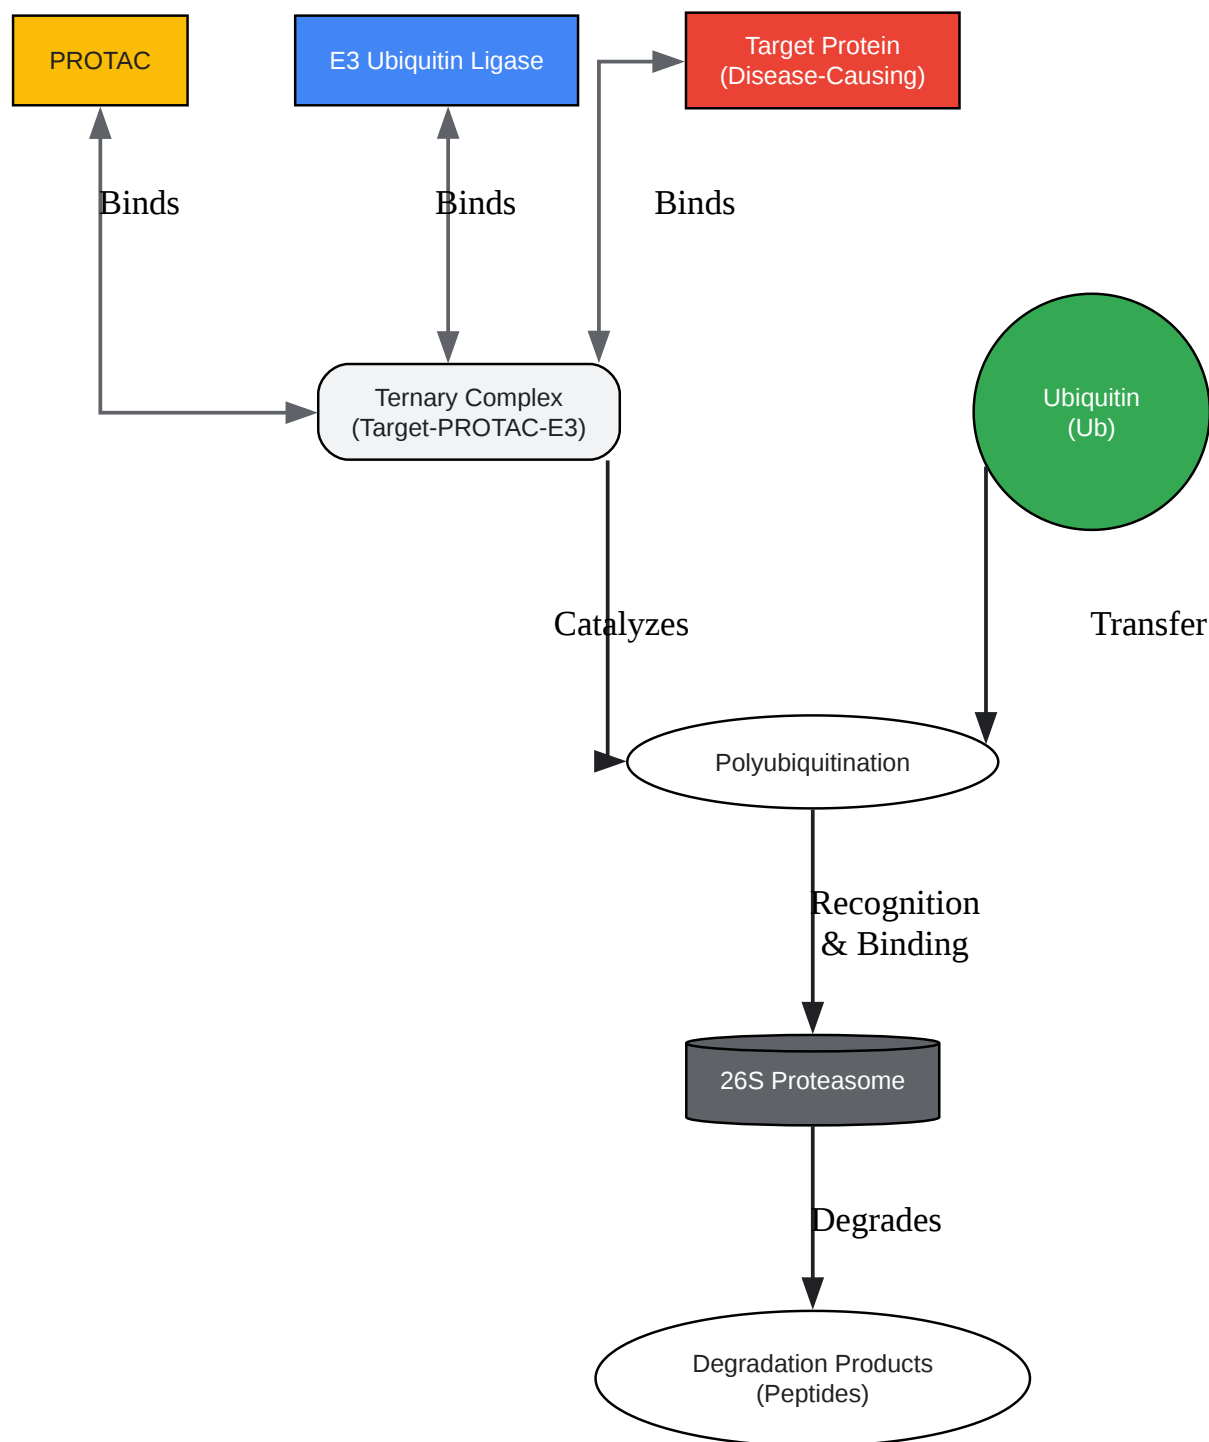 PROTAC
E3 Ubiquitin Ligase
Target Protein
(Disease-Causing)
Binds
Binds
Binds
Ternary Complex
(Target-PROTAC-E3)
Ubiquitin
(Ub)
Catalyzes
Transfer
Polyubiquitination
Recognition
& Binding
26S Proteasome
Degrades
Degradation Products
(Peptides)